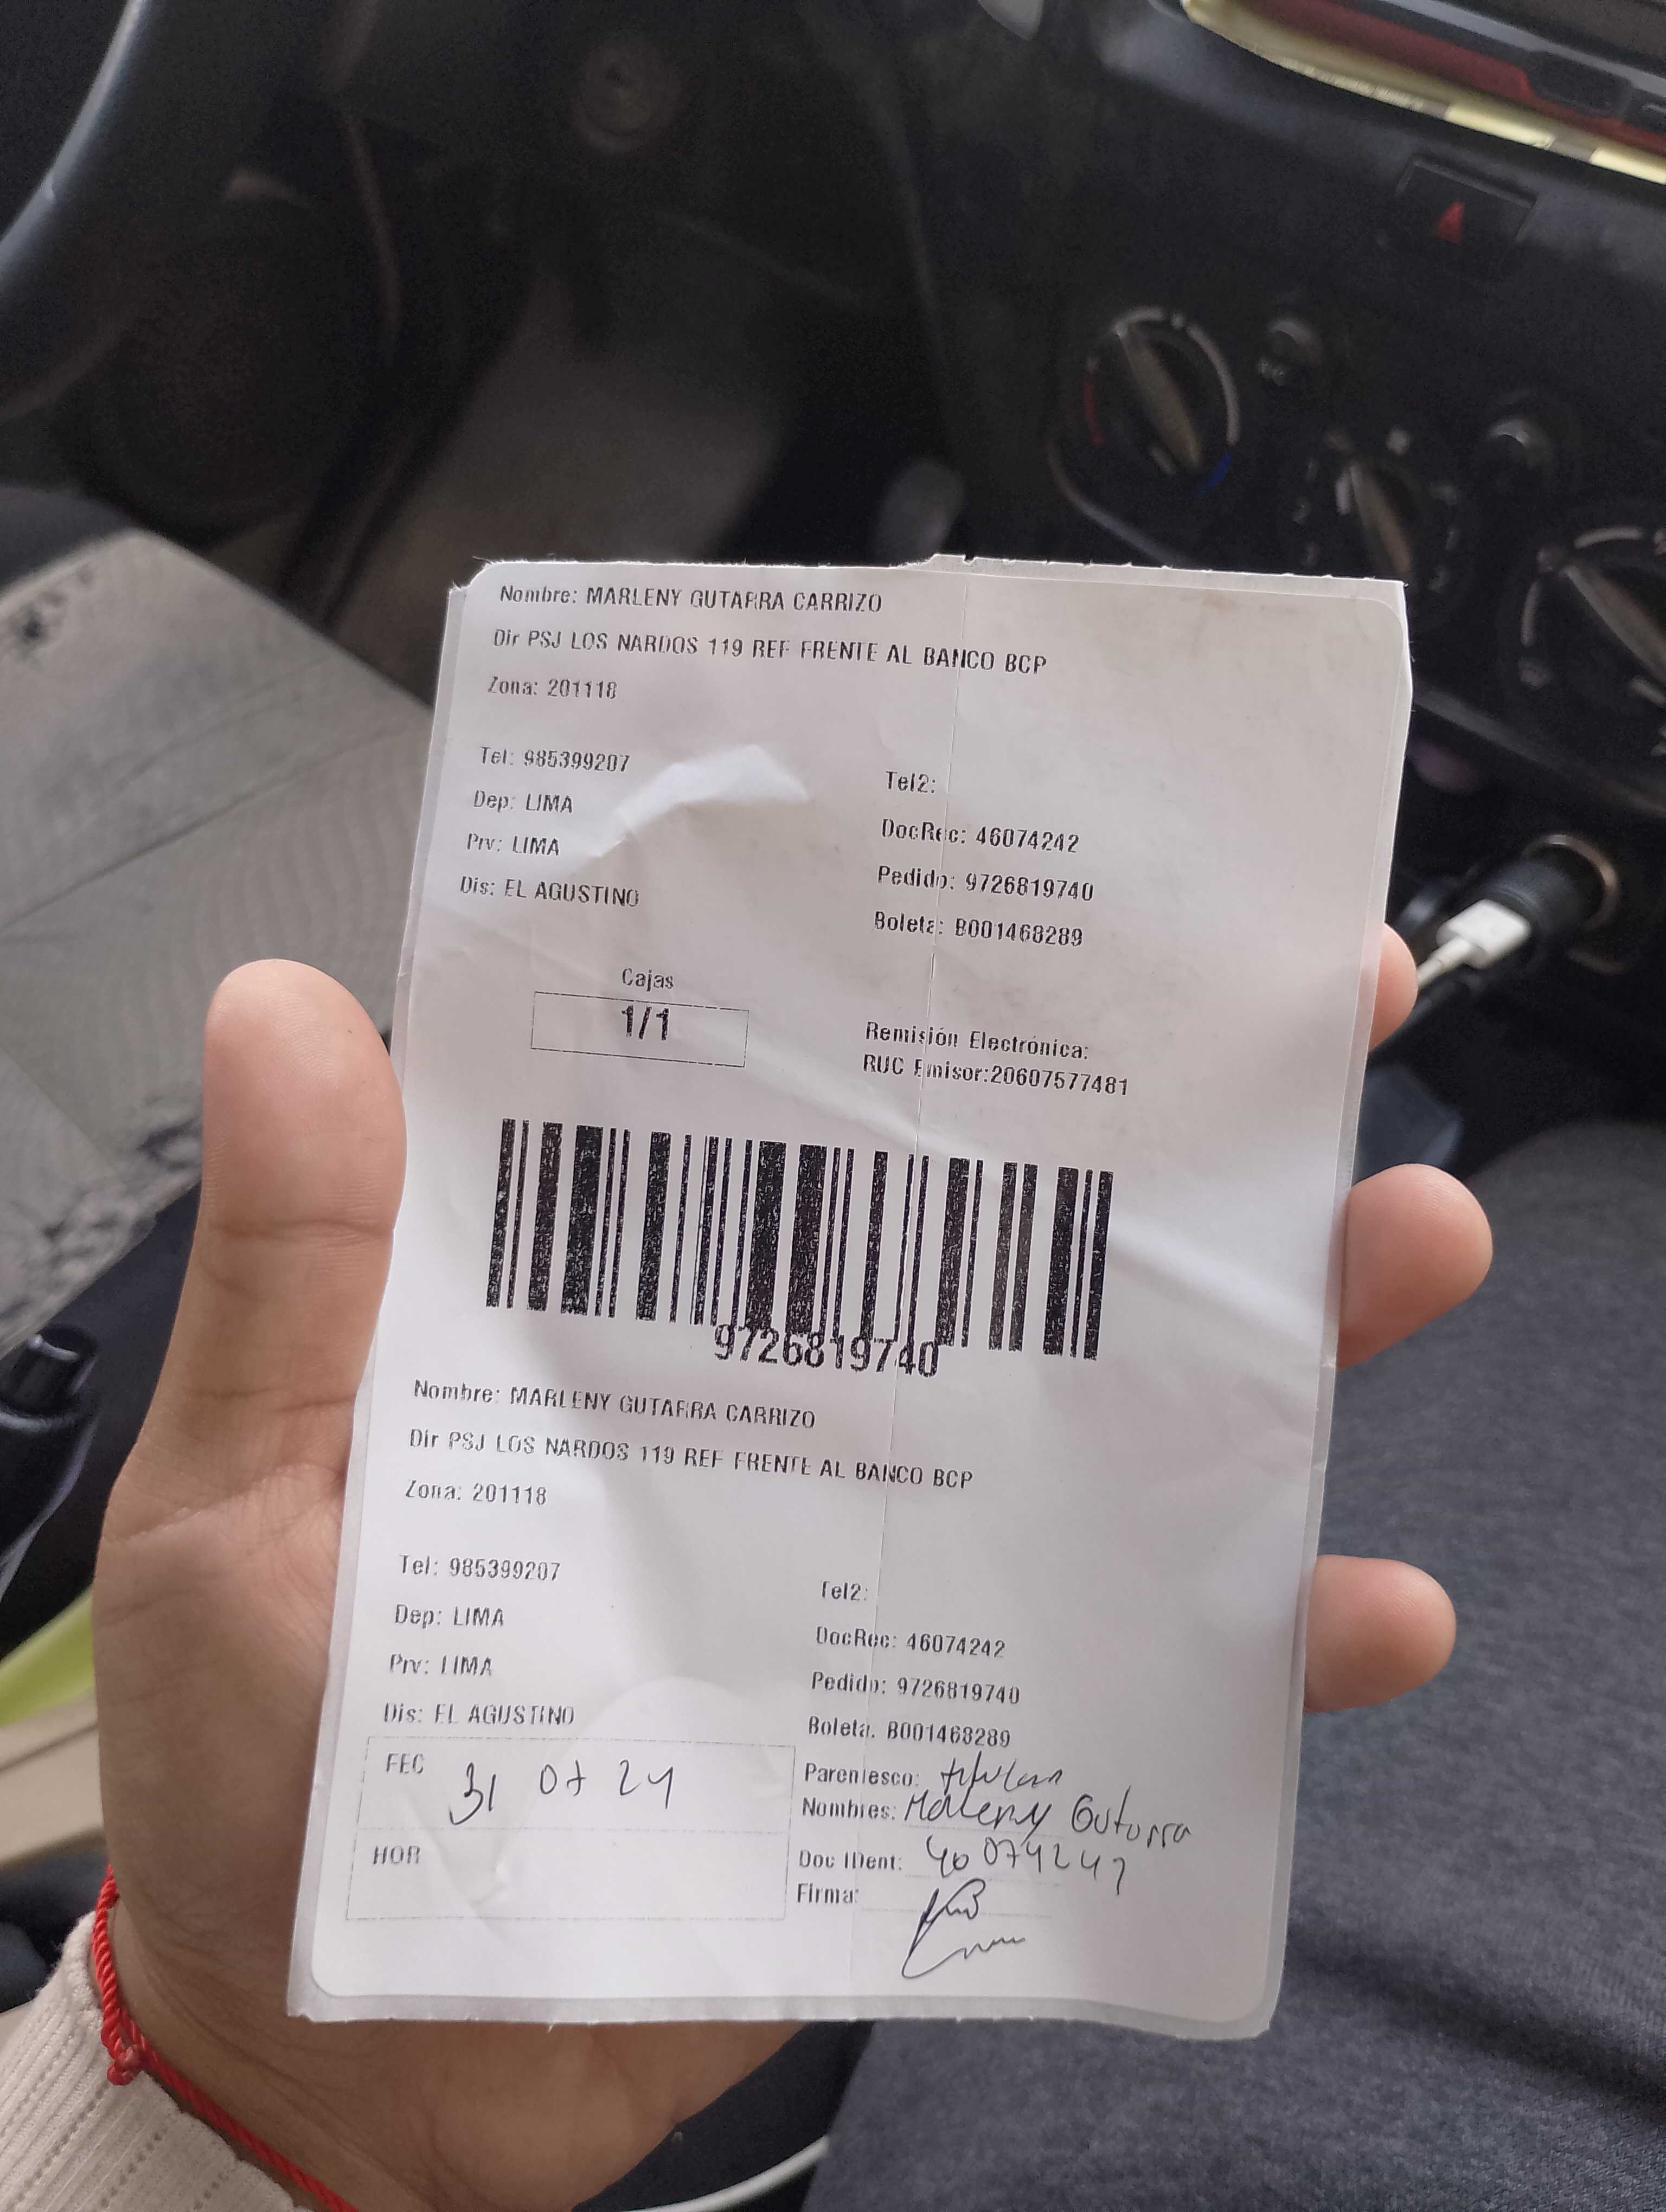 Nombre: MARLENY GUTARRA CARRIZO
Dir PSJ LOS NARDOS 119 REF FRENTE AL BANCO BCP
Zona: 201118
Tel: 985399207
Tel2:
Dep: LIMA
DocRec: 46074242
Prv: LIMA
Pedido: 9726819740
Dis: EL AGUSTINO
Boleta: B001468289
Cajas
1/1
Remisión Electrónica:
RUC Emisor:20607577481
9726819740
Nombre: MARLENY GUTARRA CARRIZO
Dir PSJ LOS NARDOS 119 REF FRENTE AL BANCO BCP
Zona: 201118
Tel: 985399207
Tel2:
Dep: LIMA
DocRec: 46074242
Prv: LIMA
Pedido: 9726819740
Dis: EL AGUSTINO
Boleta. B001468289
FEC 31 07 24
Parentesco: titular
Nombres: Marleny Gutarra
HOR
Doc IDent: 46074242
Firma: